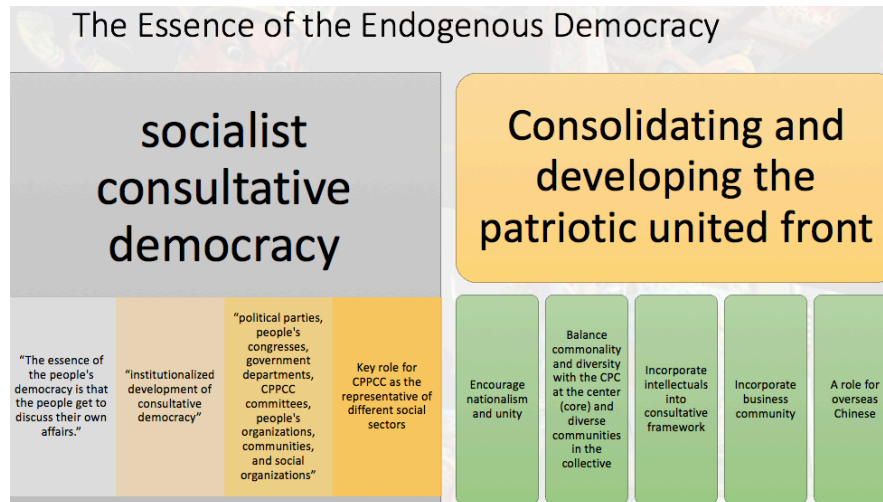 The Essence of the Endogenous Democracy
socialist
consultative
democracy
"The essence of
the people's
democracy is that
the people get to
discuss their own
affairs."
"institutionalized
development of
consultative
democracy"
"political parties,
people's
congresses,
government
departments,
CPPCC
committees,
people's
organizations,
communities,
and social
organizations"
Key role for
CPPCC as the
representative of
different social
sectors
Consolidating and
developing the
patriotic united front
Encourage
nationalism
and unity
Balance
commonality
and diversity
with the CPC
at the center
(core) and
diverse
communities
in the
collective
Incorporate
intellectuals
into
consultative
framework
Incorporate
business
community
A role for
overseas
Chinese